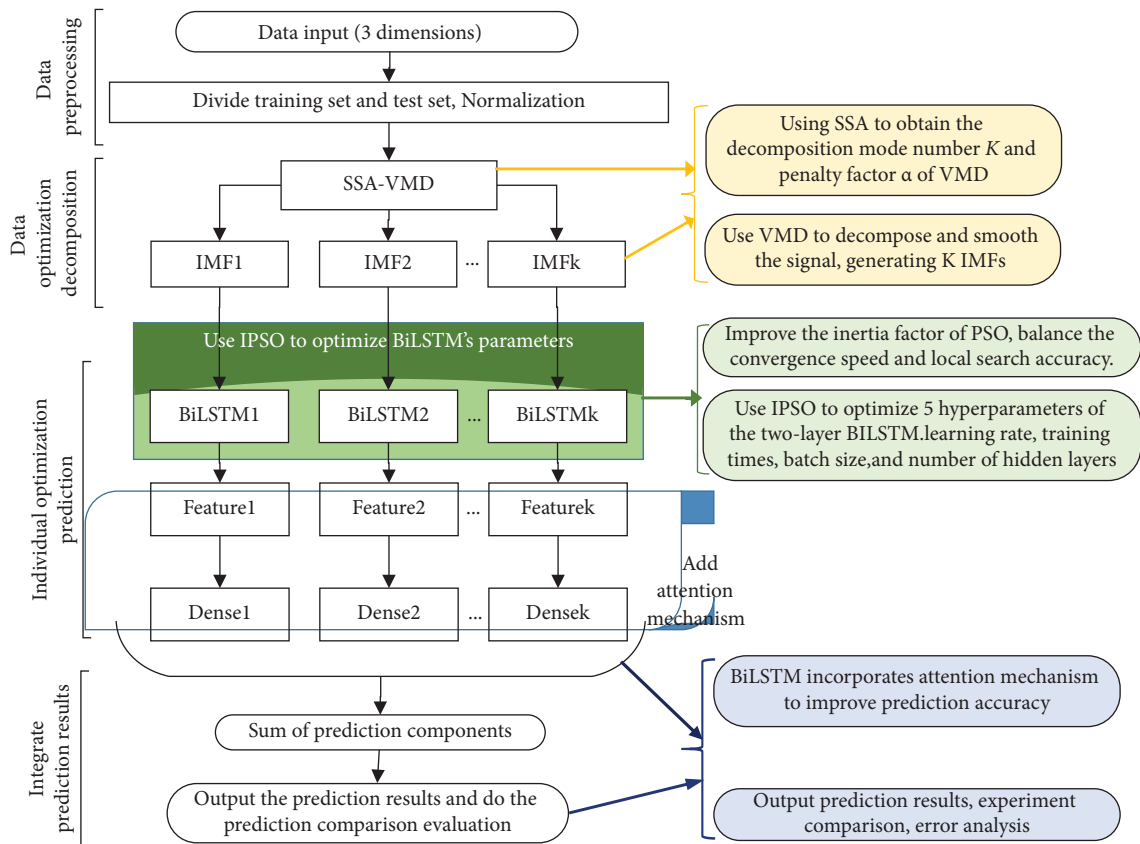 Data input (3 dimensions)
Data
preprocessing
Divide training set and test set, Normalization
Using SSA to obtain the
decomposition mode number K and
penalty factor α of VMD
SSA-VMD
Data
optimization
decomposition
IMF1
IMF2
...
IMFk
Use VMD to decompose and smooth
the signal, generating K IMFs
Use IPSO to optimize BiLSTM's parameters
Improve the inertia factor of PSO, balance the
convergence speed and local search accuracy.
BiLSTM1
BiLSTM2
...
BiLSTMk
Use IPSO to optimize 5 hyperparameters of
the two-layer BILSTM.learning rate, training
times, batch size,and number of hidden layers
Individual optimization
prediction
Feature1
Feature2
...
Featurek
Add
attention
mechanism
Dense1
Dense2
...
Densek
BiLSTM incorporates attention mechanism
to improve prediction accuracy
Integrate
prediction results
Sum of prediction components
Output the prediction results and do the
prediction comparison evaluation
Output prediction results, experiment
comparison, error analysis